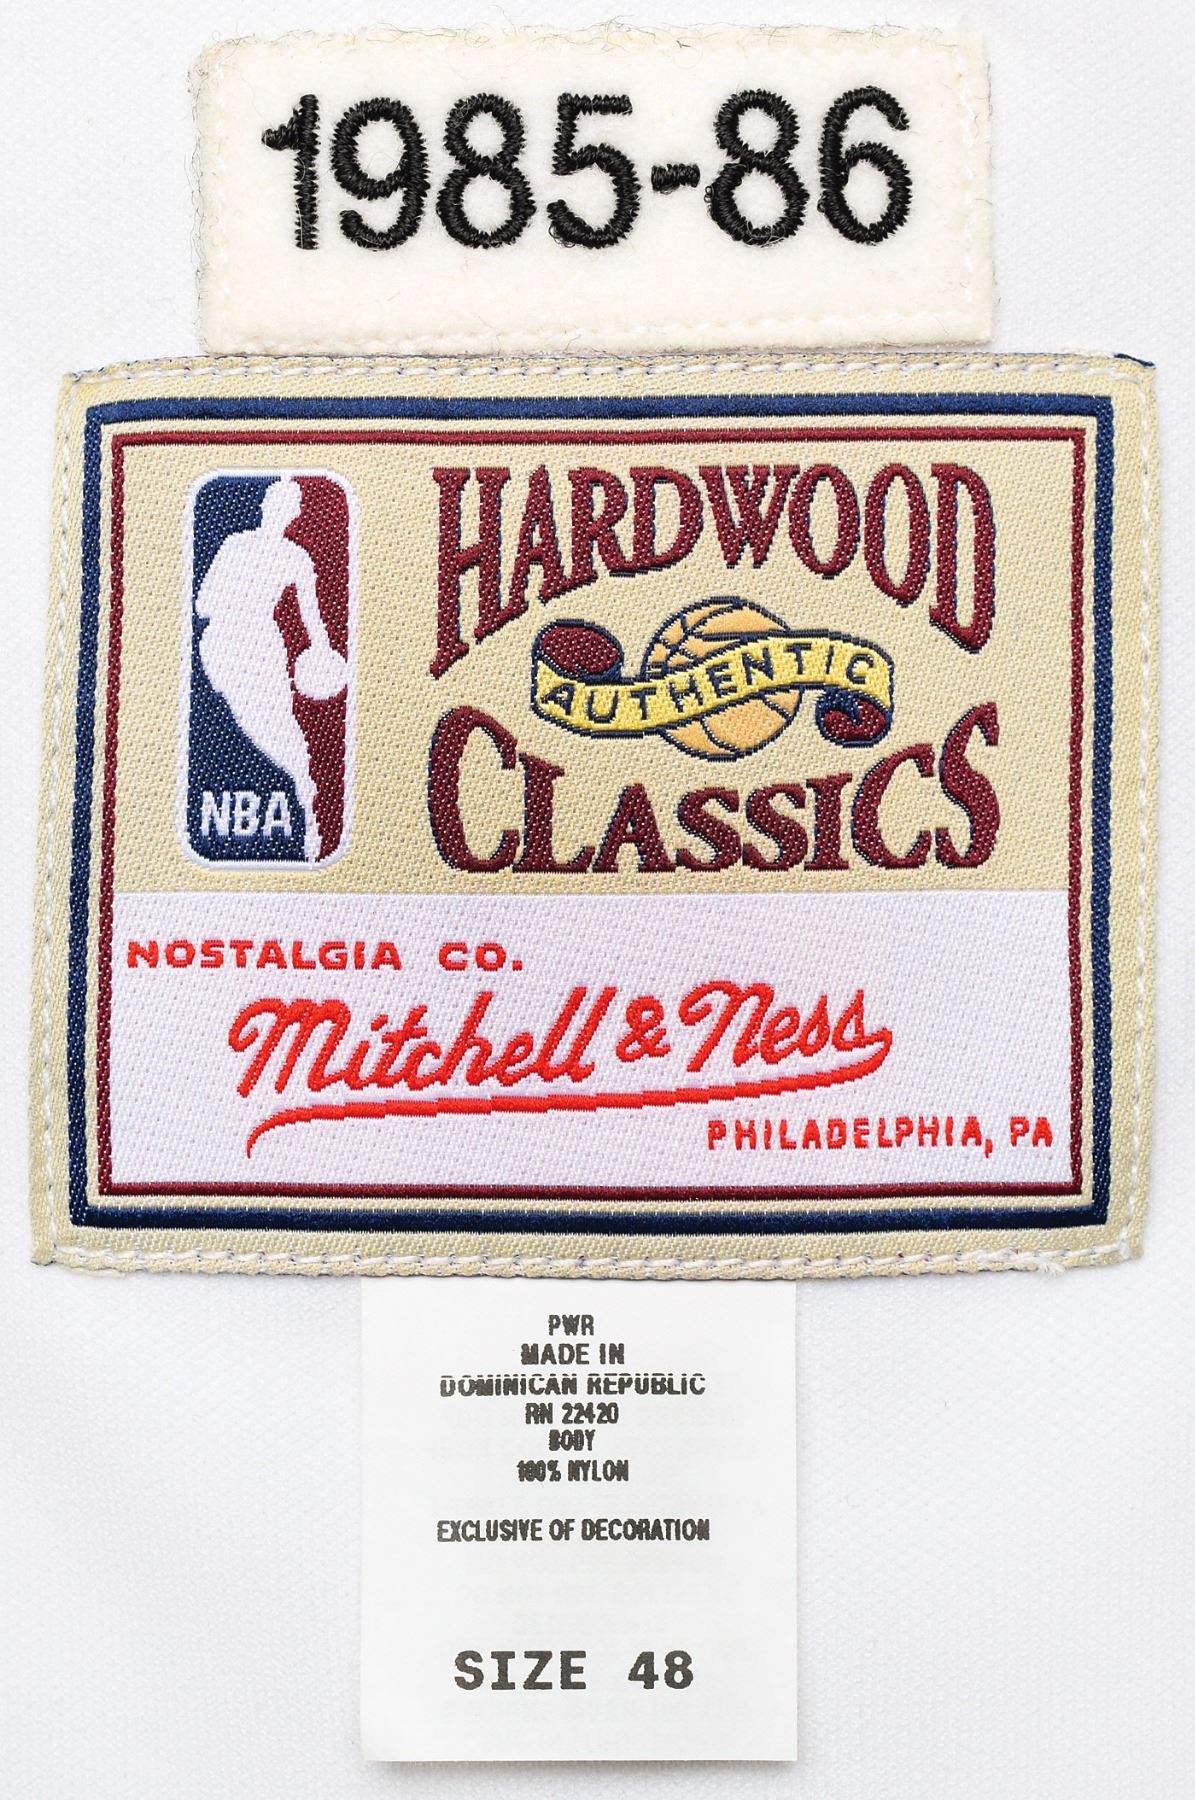 1985-86
HARDWOOD
AUTHENTIC
CLASSICS
NBA
NOSTALGIA CO.
Mitchell & Ness
PHILADELPHIA, PA
PWR
MADE IN
DOMINICAN REPUBLIC
RN 22420
BODY
100% NYLON
EXCLUSIVE OF DECORATION
SIZE 48